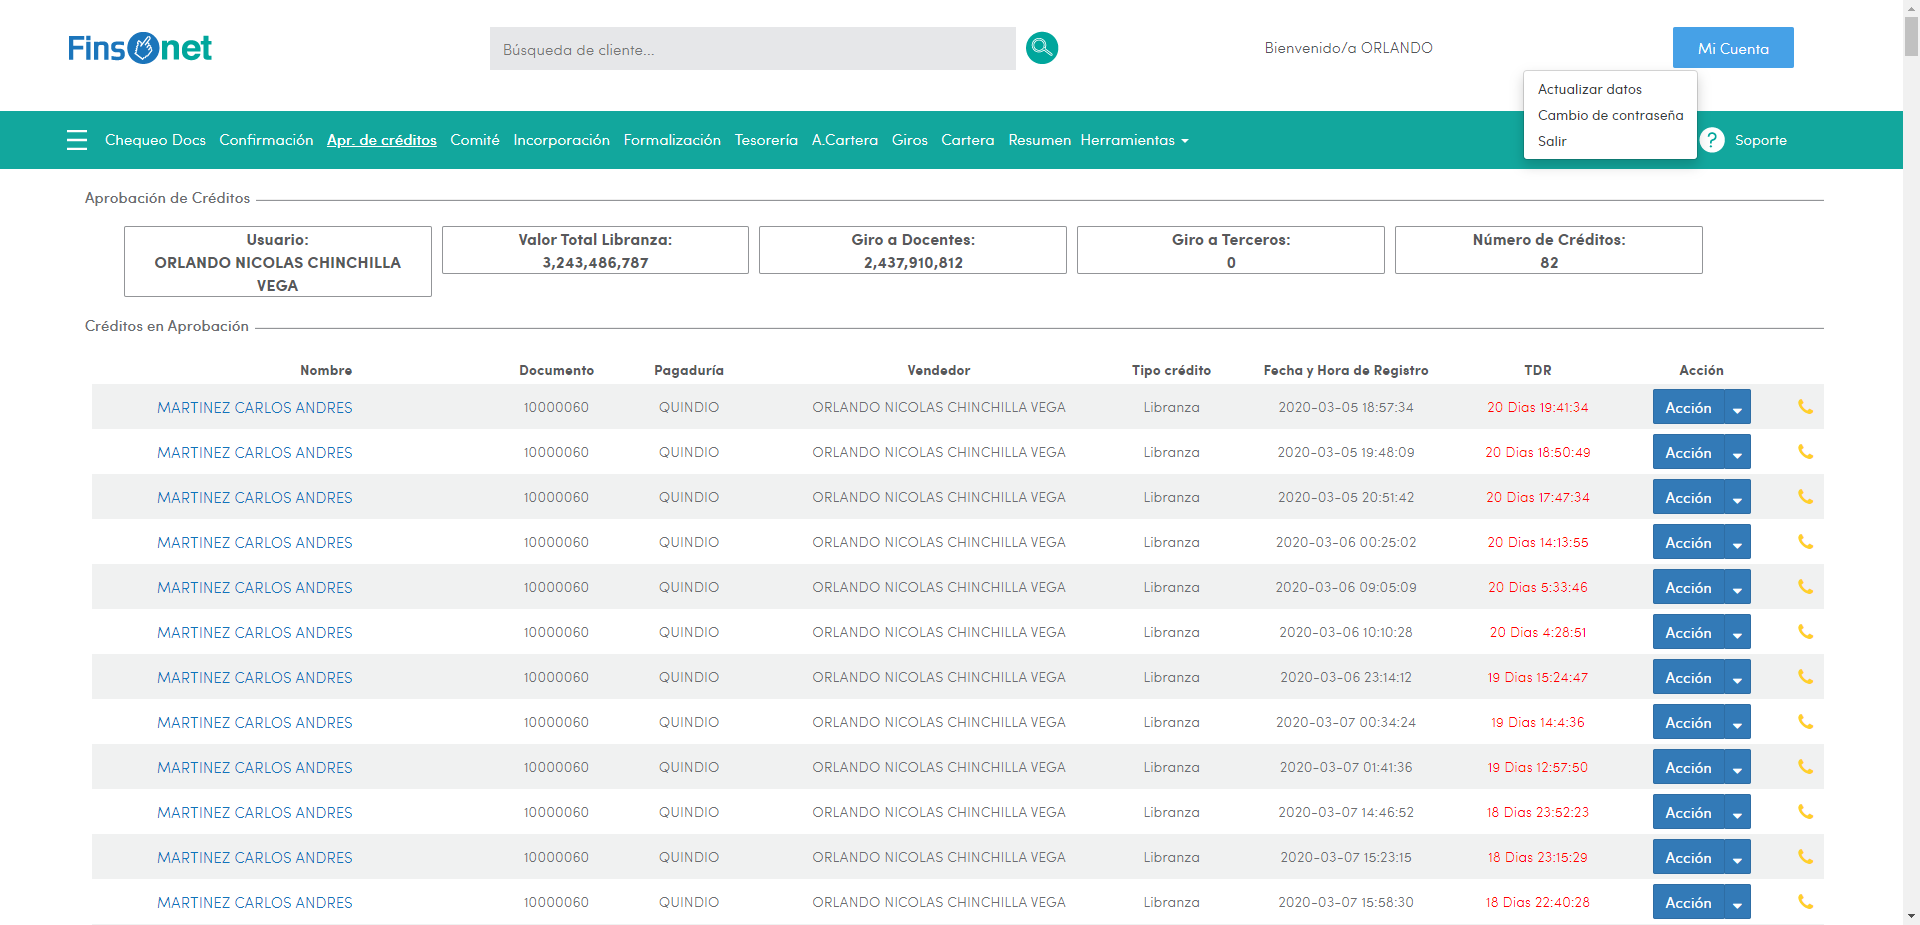 Finsonet
Búsqueda de cliente...
Bienvenido/a ORLANDO
Mi Cuenta
Actualizar datos
Cambio de contraseña
Salir
Chequeo Docs Confirmación Apr. de créditos Comité Incorporación Formalización Tesorería A.Cartera Giros Cartera Resumen Herramientas ? Soporte
Aprobación de Créditos
Usuario:
ORLANDO NICOLAS CHINCHILLA
VEGA
Valor Total Libranza:
3,243,486,787
Giro a Docentes:
2,437,910,812
Giro a Terceros:
0
Número de Créditos:
82
Créditos en Aprobación
Nombre Documento Pagaduría Vendedor Tipo crédito Fecha y Hora de Registro TDR Acción
MARTINEZ CARLOS ANDRES 10000060 QUINDIO ORLANDO NICOLAS CHINCHILLA VEGA Libranza 2020-03-05 18:57:34 20 Dias 19:41:34 Acción
MARTINEZ CARLOS ANDRES 10000060 QUINDIO ORLANDO NICOLAS CHINCHILLA VEGA Libranza 2020-03-05 19:48:09 20 Dias 18:50:49 Acción
MARTINEZ CARLOS ANDRES 10000060 QUINDIO ORLANDO NICOLAS CHINCHILLA VEGA Libranza 2020-03-05 20:51:42 20 Dias 17:47:34 Acción
MARTINEZ CARLOS ANDRES 10000060 QUINDIO ORLANDO NICOLAS CHINCHILLA VEGA Libranza 2020-03-06 00:25:02 20 Dias 14:13:55 Acción
MARTINEZ CARLOS ANDRES 10000060 QUINDIO ORLANDO NICOLAS CHINCHILLA VEGA Libranza 2020-03-06 09:05:09 20 Dias 5:33:46 Acción
MARTINEZ CARLOS ANDRES 10000060 QUINDIO ORLANDO NICOLAS CHINCHILLA VEGA Libranza 2020-03-06 10:10:28 20 Dias 4:28:51 Acción
MARTINEZ CARLOS ANDRES 10000060 QUINDIO ORLANDO NICOLAS CHINCHILLA VEGA Libranza 2020-03-06 23:14:12 19 Dias 15:24:47 Acción
MARTINEZ CARLOS ANDRES 10000060 QUINDIO ORLANDO NICOLAS CHINCHILLA VEGA Libranza 2020-03-07 00:34:24 19 Dias 14:4:36 Acción
MARTINEZ CARLOS ANDRES 10000060 QUINDIO ORLANDO NICOLAS CHINCHILLA VEGA Libranza 2020-03-07 01:41:36 19 Dias 12:57:50 Acción
MARTINEZ CARLOS ANDRES 10000060 QUINDIO ORLANDO NICOLAS CHINCHILLA VEGA Libranza 2020-03-07 14:46:52 18 Dias 23:52:23 Acción
MARTINEZ CARLOS ANDRES 10000060 QUINDIO ORLANDO NICOLAS CHINCHILLA VEGA Libranza 2020-03-07 15:23:15 18 Dias 23:15:29 Acción
MARTINEZ CARLOS ANDRES 10000060 QUINDIO ORLANDO NICOLAS CHINCHILLA VEGA Libranza 2020-03-07 15:58:30 18 Dias 22:40:28 Acción